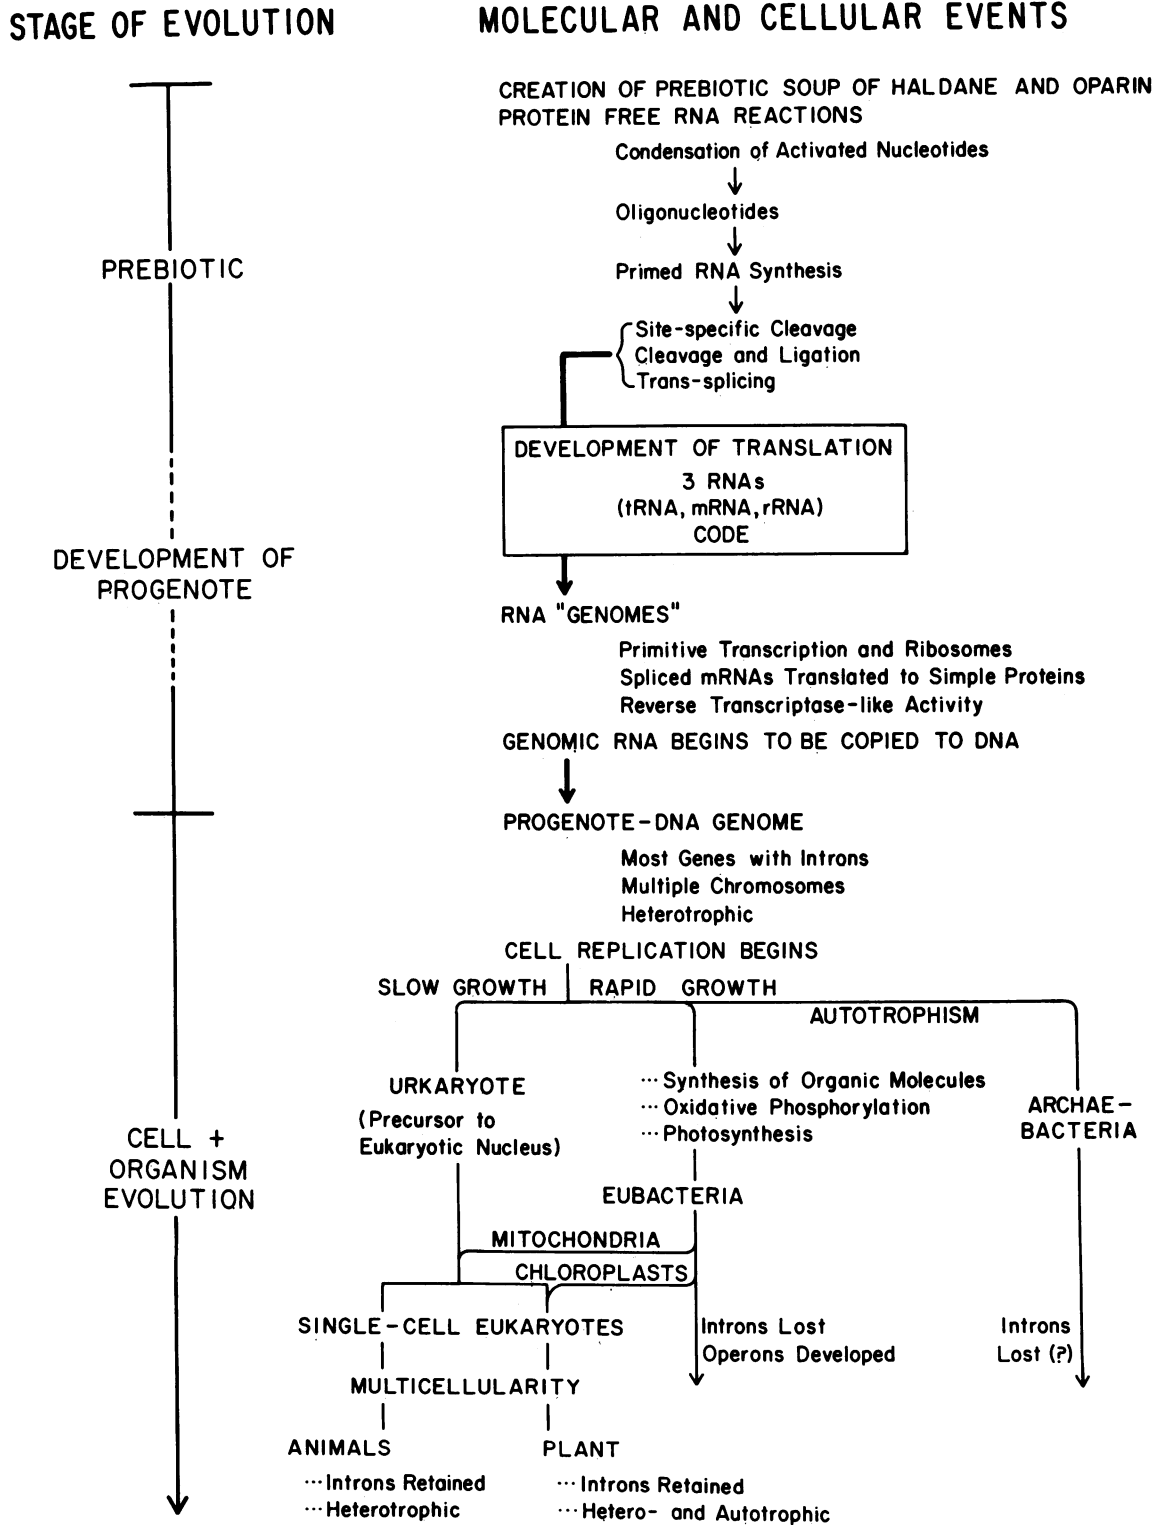 STAGE OF EVOLUTION
MOLECULAR AND CELLULAR EVENTS
CREATION OF PREBIOTIC SOUP OF HALDANE AND OPARIN
PROTEIN FREE RNA REACTIONS
Condensation of Activated Nucleotides
Oligonucleotides
PREBIOTIC
Primed RNA Synthesis
Site-specific Cleavage
Cleavage and Ligation
Trans-splicing
DEVELOPMENT OF TRANSLATION
3 RNAs
(tRNA, mRNA, rRNA)
CODE
DEVELOPMENT OF
PROGENOTE
RNA "GENOMES"
Primitive Transcription and Ribosomes
Spliced mRNAs Translated to Simple Proteins
Reverse Transcriptase-like Activity
GENOMIC RNA BEGINS TO BE COPIED TO DNA
PROGENOTE-DNA GENOME
Most Genes with Introns
Multiple Chromosomes
Heterotrophic
CELL REPLICATION BEGINS
SLOW GROWTH
RAPID GROWTH
AUTOTROPHISM
URKARYOTE
(Precursor to
Eukaryotic Nucleus)
··· Synthesis of Organic Molecules
··· Oxidative Phosphorylation
··· Photosynthesis
ARCHAE-
BACTERIA
CELL +
ORGANISM
EVOLUTION
EUBACTERIA
MITOCHONDRIA
CHLOROPLASTS
SINGLE-CELL EUKARYOTES
Introns Lost
Operons Developed
Introns
Lost (?)
MULTICELLULARITY
ANIMALS
··· Introns Retained
··· Heterotrophic
PLANT
··· Introns Retained
··· Hetero- and Autotrophic